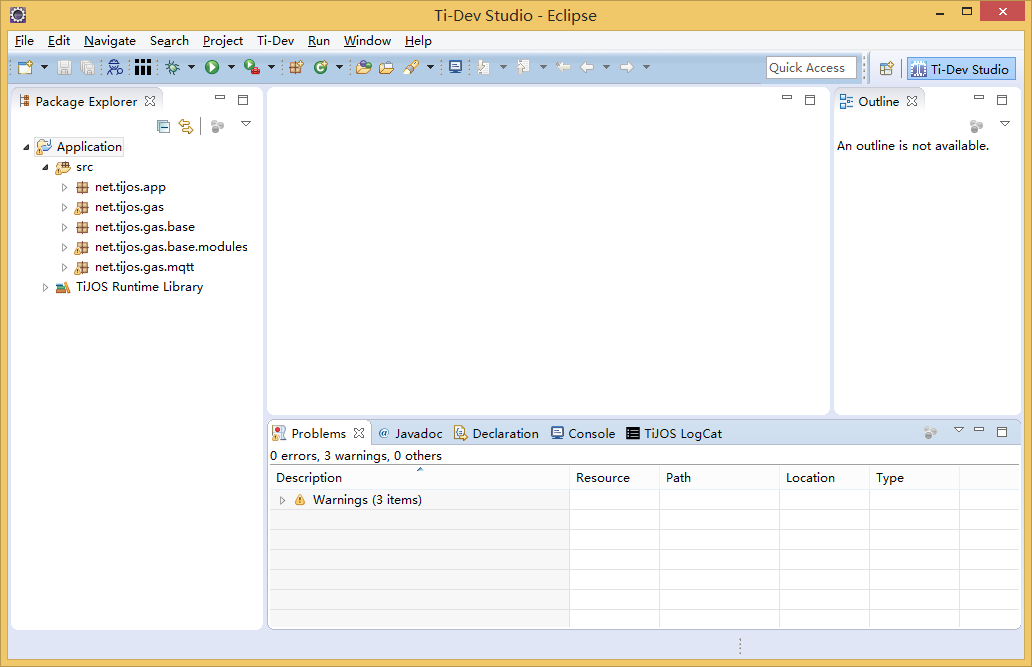 Ti-Dev Studio - Eclipse
File Edit Navigate Search Project Ti-Dev Run Window Help
Quick Access Ti-Dev Studio
Package Explorer
Outline
An outline is not available.
Application
src
net.tijos.app
net.tijos.gas
net.tijos.gas.base
net.tijos.gas.base.modules
net.tijos.gas.mqtt
TiJOS Runtime Library
Problems @ Javadoc Declaration Console TiJOS LogCat
0 errors, 3 warnings, 0 others
Description Resource Path Location Type
Warnings (3 items)